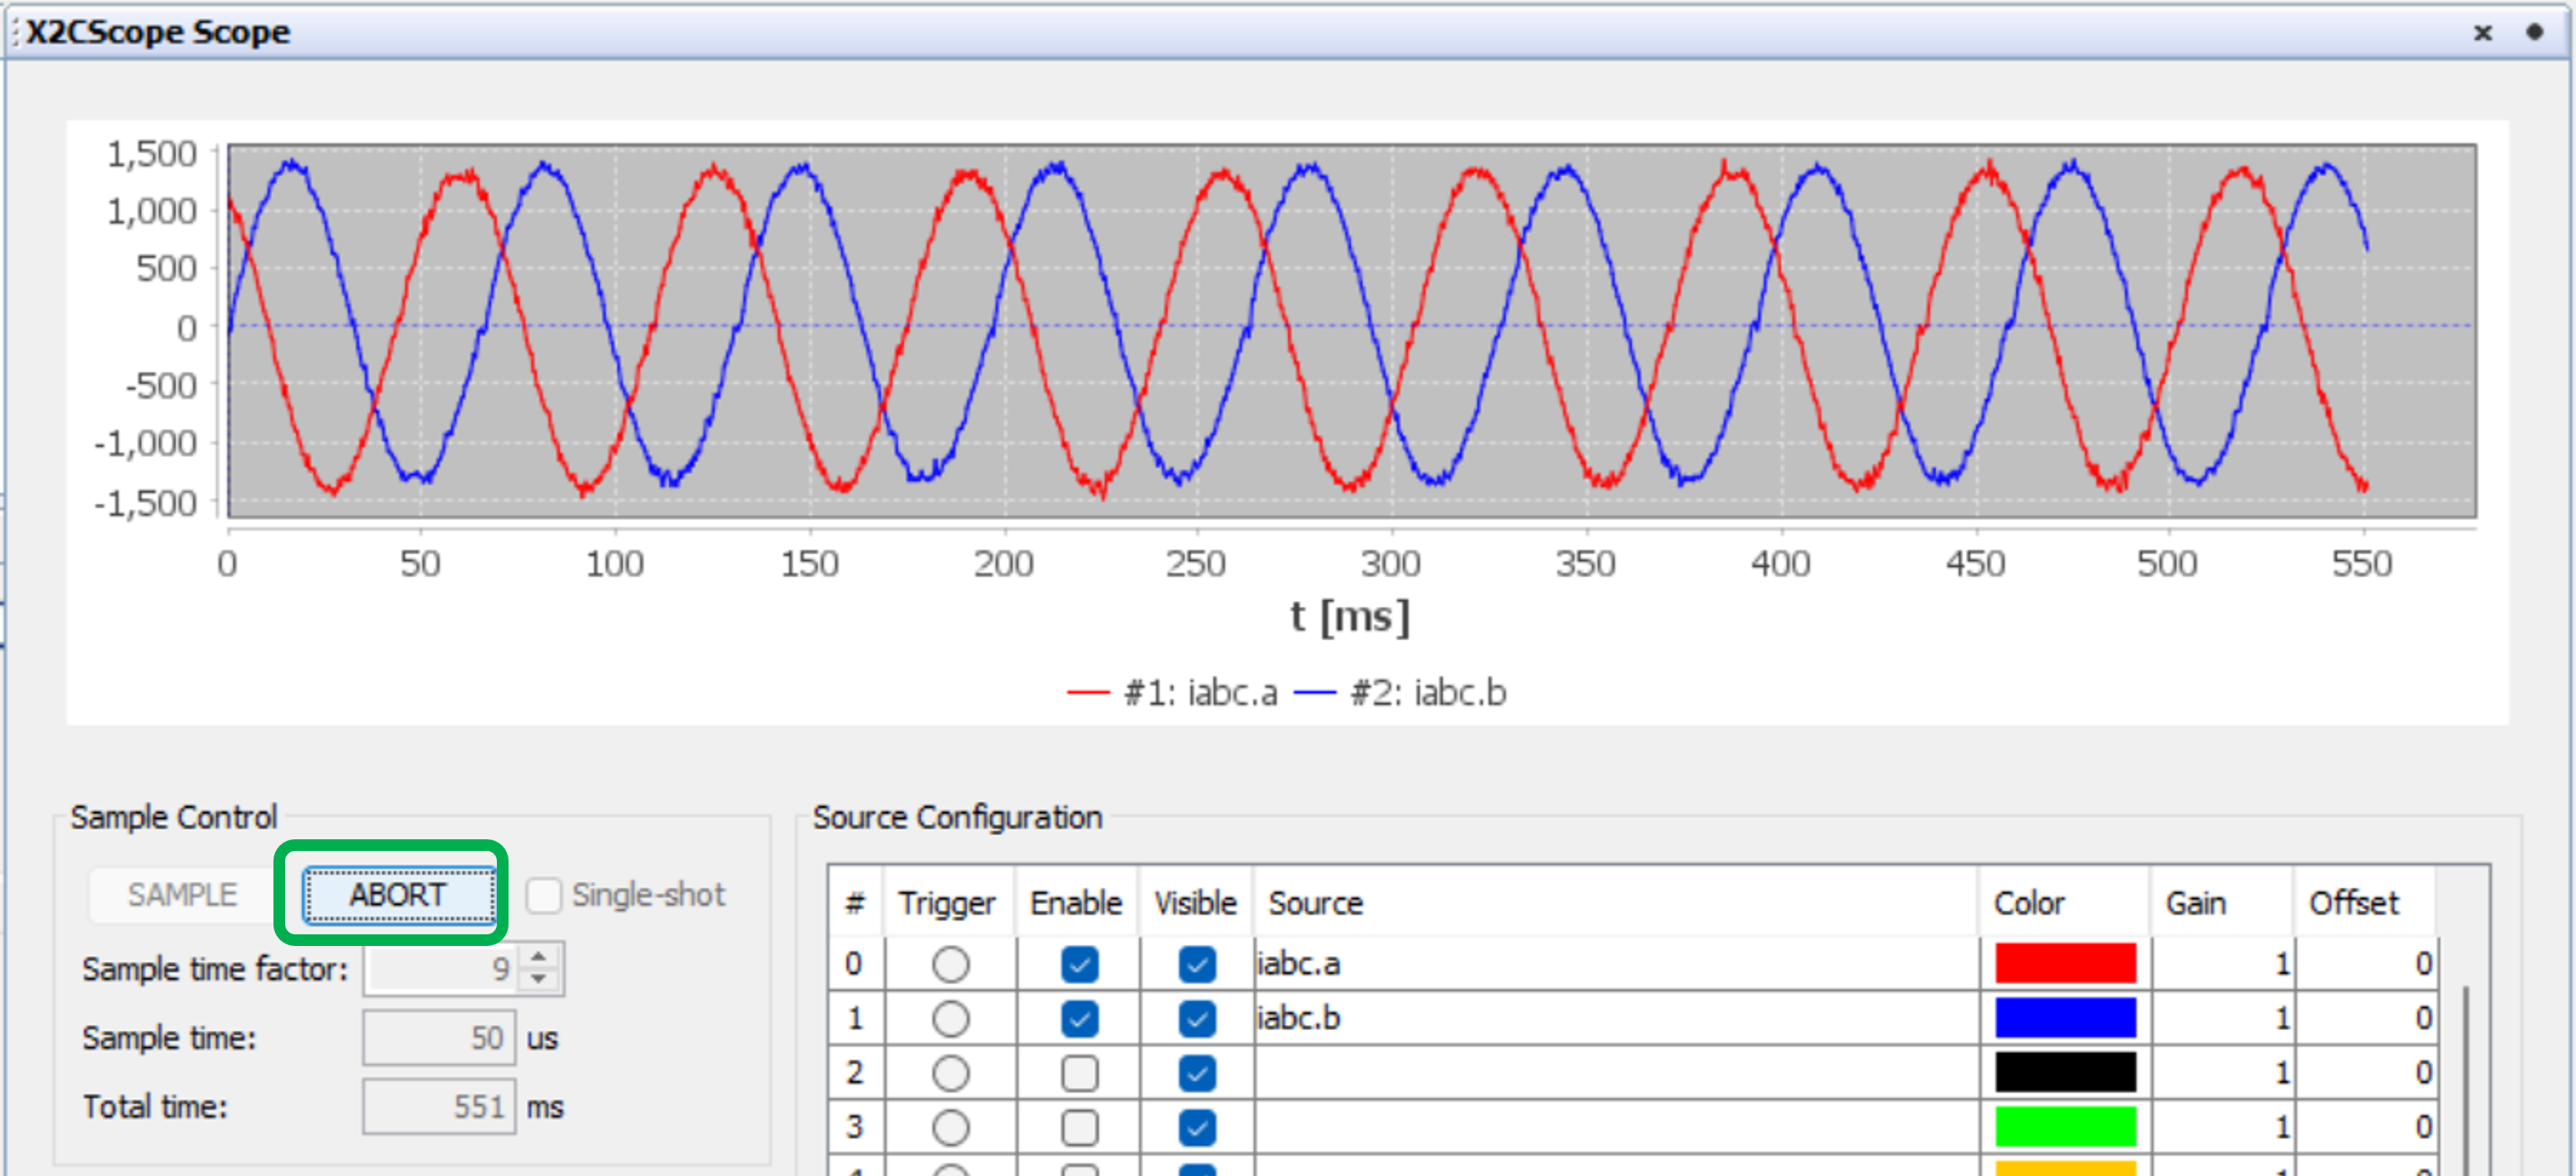 X2CScope Scope
1,500
1,000
500
0
-500
-1,000
-1,500
0 50 100 150 200 250 300 350 400 450 500 550
t [ms]
#1: iabc.a #2: iabc.b
Sample Control
SAMPLE ABORT Single-shot
Sample time factor: 9
Sample time: 50 us
Total time: 551 ms
Source Configuration
# Trigger Enable Visible Source Color Gain Offset
0 iabc.a 1 0
1 iabc.b 1 0
2 1 0
3 1 0